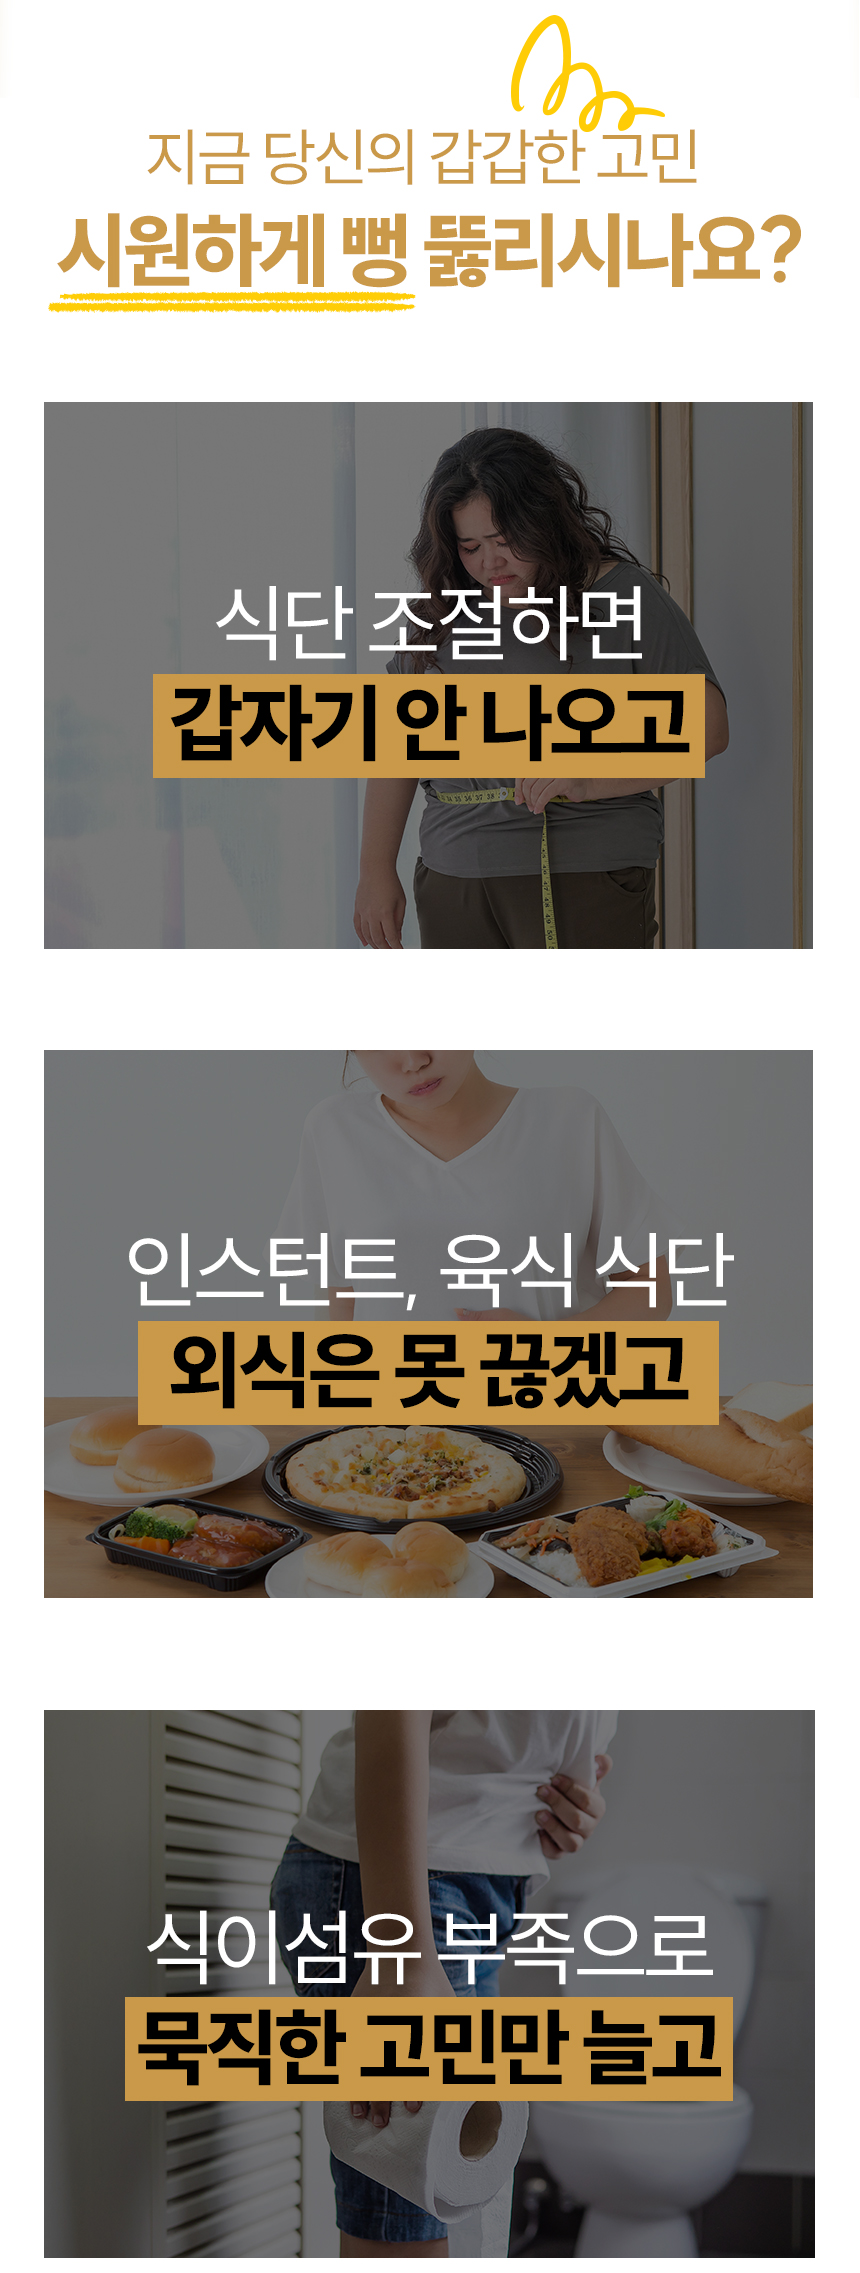 지금 당신의 갑갑한 고민
시원하게 뻥 뚫리시나요?
식단 조절하면
갑자기 안 나오고
인스턴트, 육식 식단
외식은 못 끊겠고
식이섬유 부족으로
묵직한 고민만 늘고